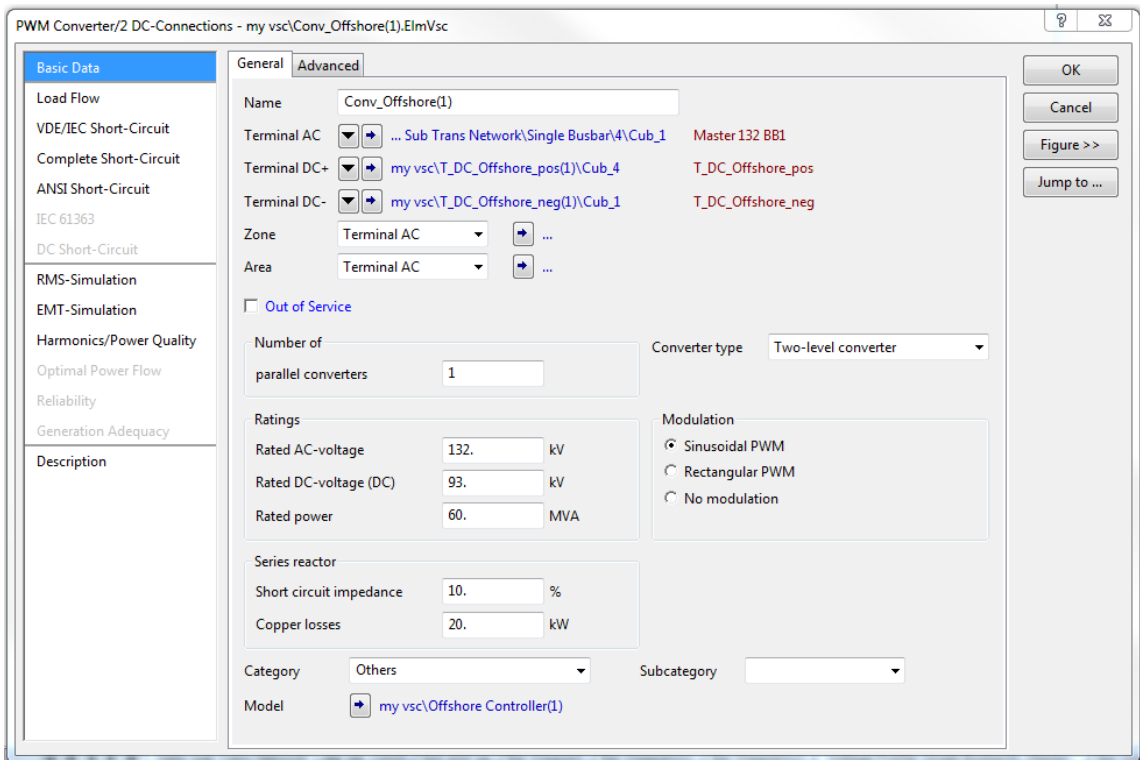 PWM Converter/2 DC-Connections - my vsc\Conv_Offshore(1).ElmVsc
Basic Data
Load Flow
VDE/IEC Short-Circuit
Complete Short-Circuit
ANSI Short-Circuit
IEC 61363
DC Short-Circuit
RMS-Simulation
EMT-Simulation
Harmonics/Power Quality
Optimal Power Flow
Reliability
Generation Adequacy
Description
General Advanced
Name Conv_Offshore(1)
Terminal AC ... Sub Trans Network\Single Busbar\4\Cub_1 Master 132 BB1
Terminal DC+ my vsc\T_DC_Offshore_pos(1)\Cub_4 T_DC_Offshore_pos
Terminal DC- my vsc\T_DC_Offshore_neg(1)\Cub_1 T_DC_Offshore_neg
Zone Terminal AC ...
Area Terminal AC ...
Out of Service
Number of
parallel converters 1
Converter type Two-level converter
Ratings
Rated AC-voltage 132. kV
Rated DC-voltage (DC) 93. kV
Rated power 60. MVA
Modulation
Sinusoidal PWM
Rectangular PWM
No modulation
Series reactor
Short circuit impedance 10. %
Copper losses 20. kW
Category Others Subcategory
Model my vsc\Offshore Controller(1)
OK
Cancel
Figure >>
Jump to ...